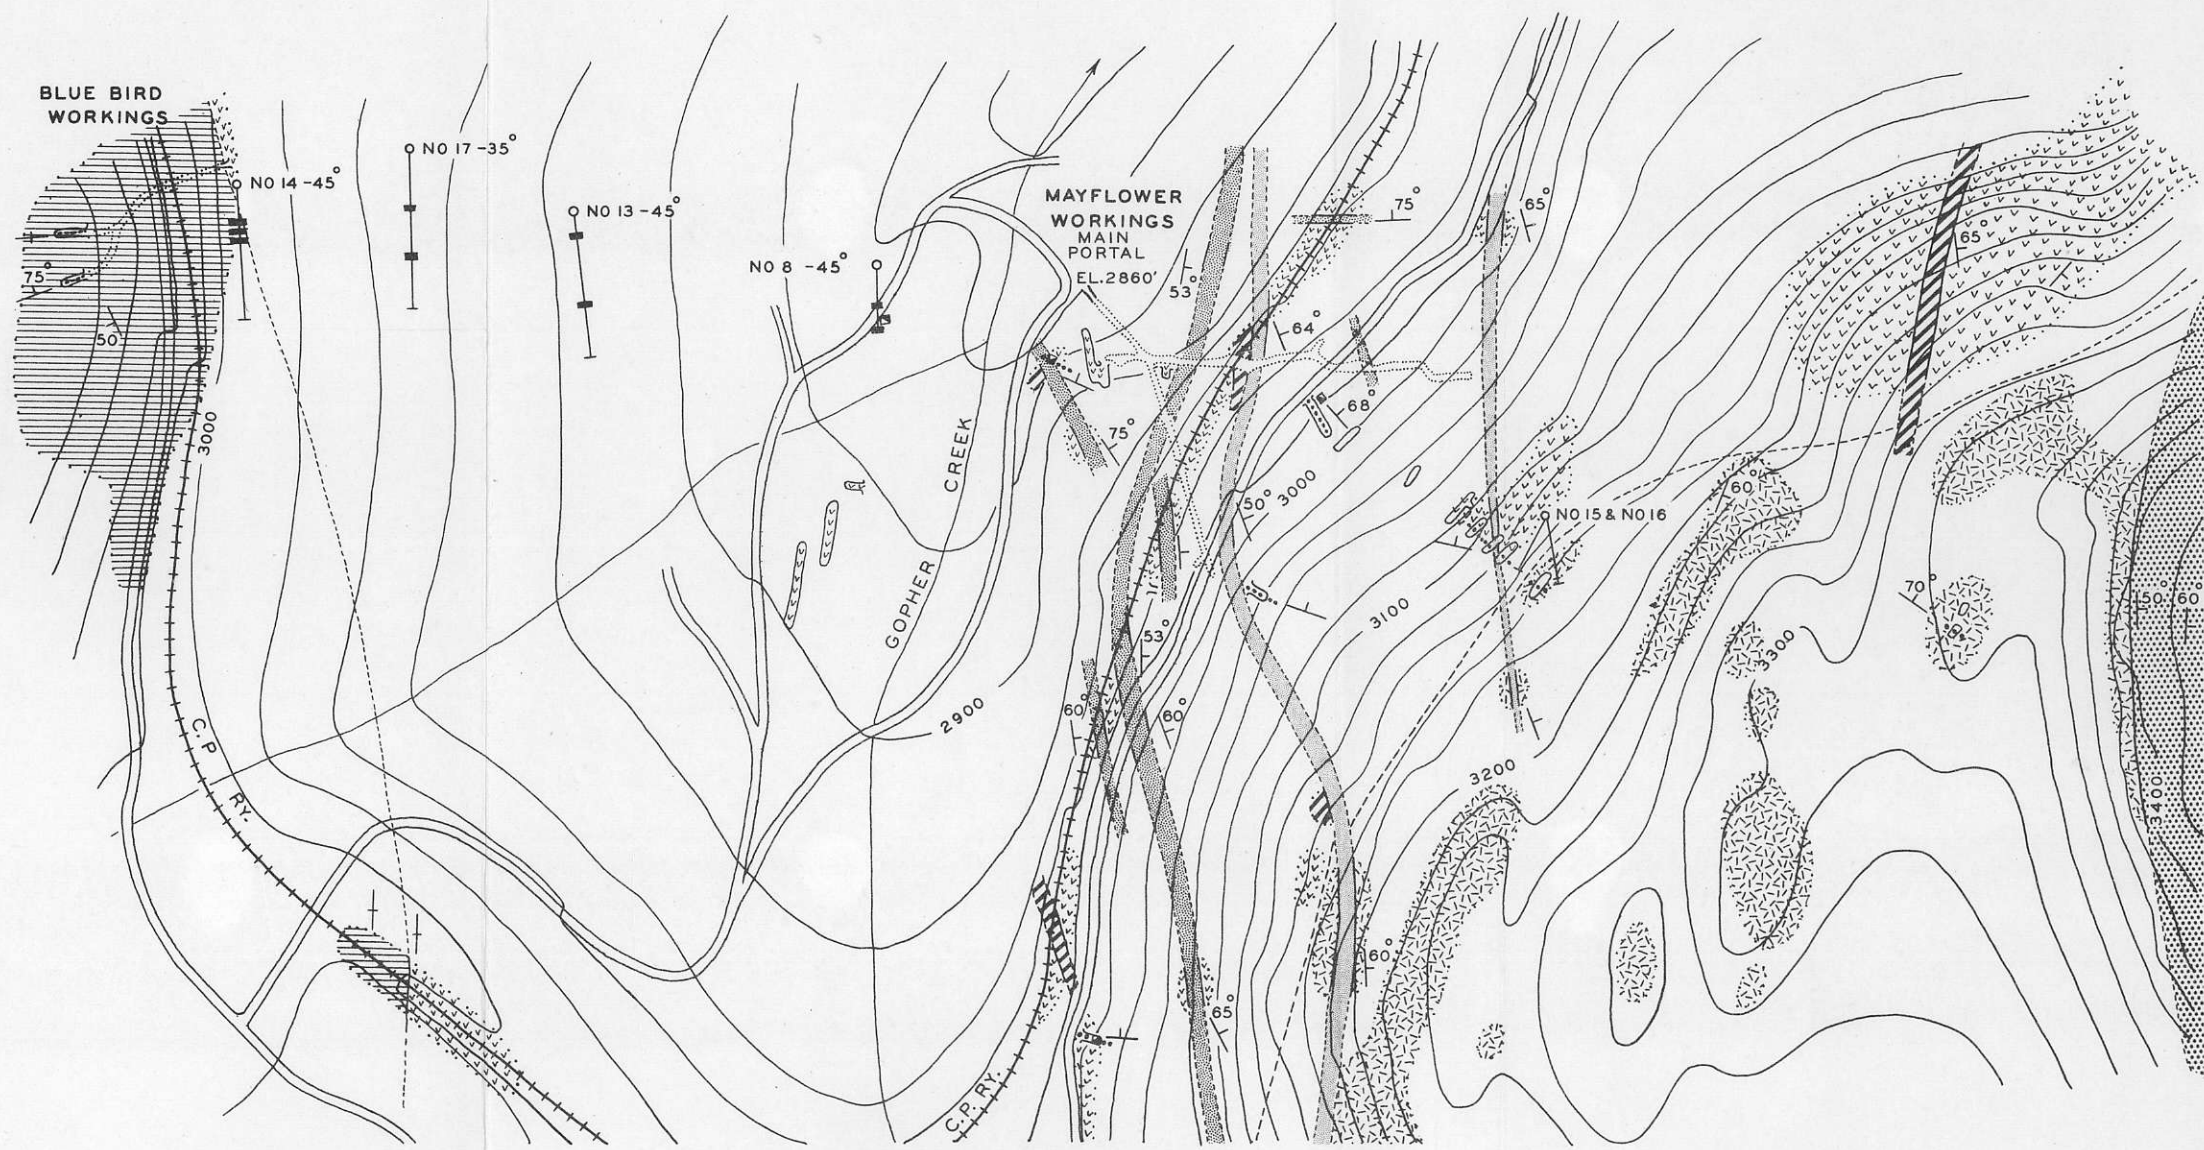 BLUE BIRD
WORKINGS
NO 17 -35°
NO 14 -45°
NO 13 -45°
NO 8 -45°
MAYFLOWER
WORKINGS
MAIN
PORTAL
EL.2860'
53°
75°
65°
65°
75°
50°
64°
68°
75°
3000
CREEK
GOPHER
50°
3000
NO 15 & NO 16
60°
3100
70°
50°
60°
53°
60°
60°
3300
2900
C.P.
RY.
3200
3400
60°
65°
C.P. RY.